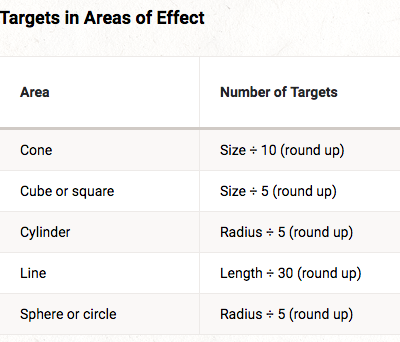 Targets in Areas of Effect
Area Number of Targets
Cone Size ÷ 10 (round up)
Cube or square Size ÷ 5 (round up)
Cylinder Radius ÷ 5 (round up)
Line Length ÷ 30 (round up)
Sphere or circle Radius ÷ 5 (round up)